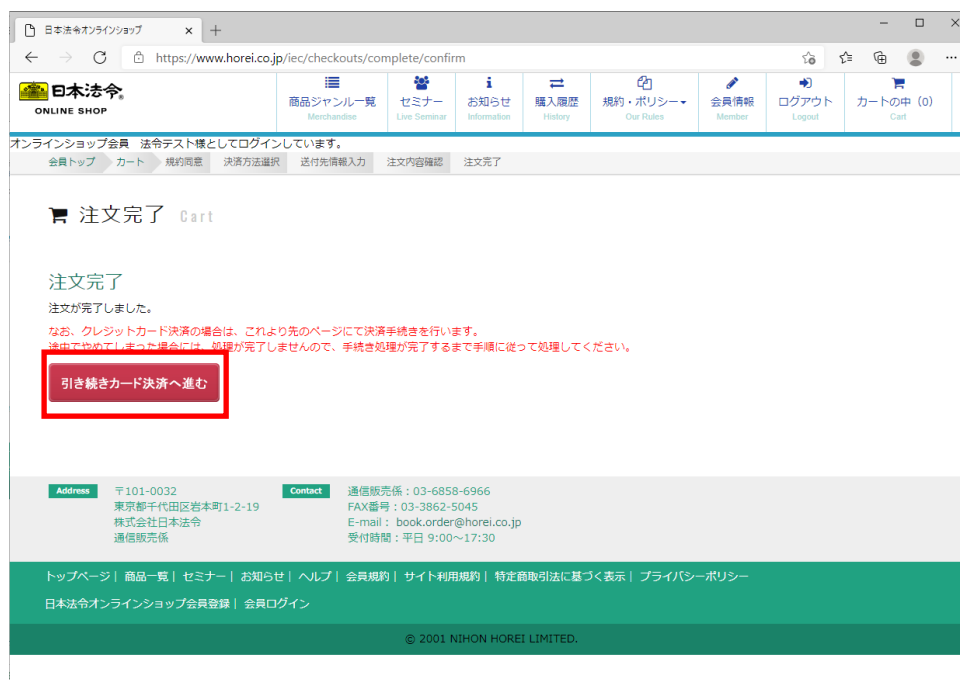 日本法令オンラインショップ
https://www.horei.co.jp/iec/checkouts/complete/confirm
日本法令®
ONLINE SHOP
商品ジャンル一覧
Merchandise
セミナー
Live Seminar
お知らせ
Information
購入履歴
History
規約・ポリシー
Our Rules
会員情報
Member
ログアウト
Logout
カートの中（0）
Cart
オンラインショップ会員　法令テスト様としてログインしています。
会員トップ　カート　規約同意　決済方法選択　送付先情報入力　注文内容確認　注文完了
注文完了 Cart
注文完了
注文が完了しました。
なお、クレジットカード決済の場合は、これより先のページにて決済手続きを行います。
途中でやめてしまった場合には、処理が完了しませんので、手続き処理が完了するまで手順に従って処理してください。
引き続きカード決済へ進む
Address
〒101-0032
東京都千代田区岩本町1-2-19
株式会社日本法令
通信販売係
Contact
通信販売係：03-6858-6966
FAX番号：03-3862-5045
E-mail： book.order@horei.co.jp
受付時間：平日 9:00～17:30
トップページ｜ 商品一覧｜ セミナー｜ お知らせ｜ ヘルプ｜ 会員規約｜ サイト利用規約｜ 特定商取引法に基づく表示｜ プライバシーポリシー
日本法令オンラインショップ会員登録｜ 会員ログイン
© 2001 NIHON HOREI LIMITED.